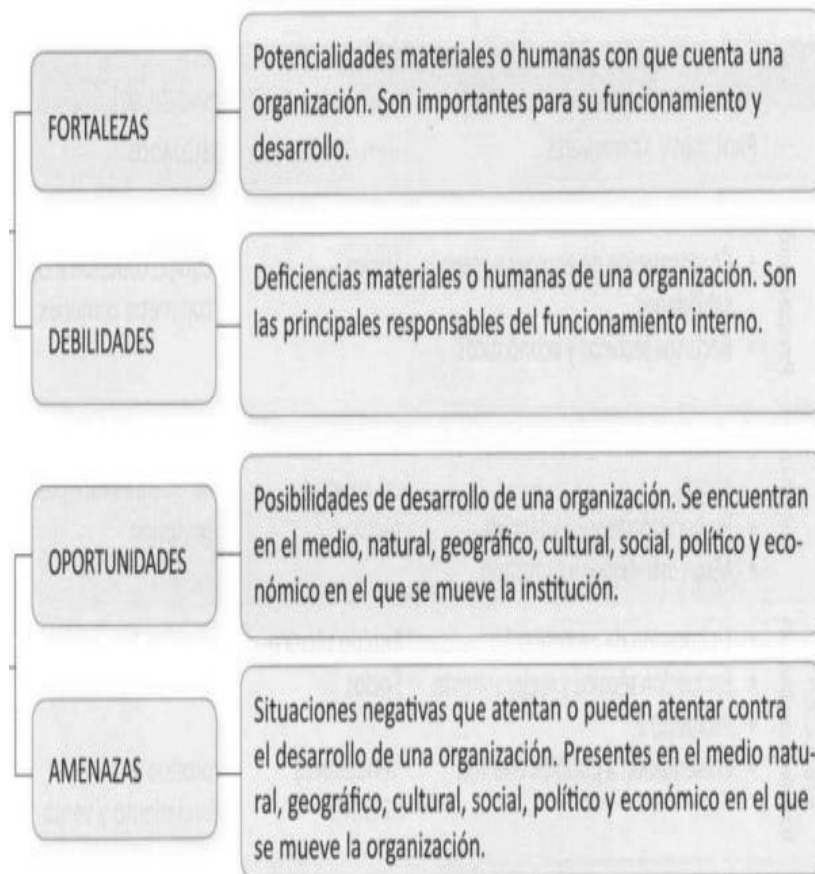 FORTALEZAS
Potencialidades materiales o humanas con que cuenta una
organización. Son importantes para su funcionamiento y
desarrollo.
DEBILIDADES
Deficiencias materiales o humanas de una organización. Son
las principales responsables del funcionamiento interno.
OPORTUNIDADES
Posibilidades de desarrollo de una organización. Se encuentran
en el medio, natural, geográfico, cultural, social, político y eco-
nómico en el que se mueve la institución.
AMENAZAS
Situaciones negativas que atentan o pueden atentar contra
el desarrollo de una organización. Presentes en el medio natu-
ral, geográfico, cultural, social, político y económico en el que
se mueve la organización.